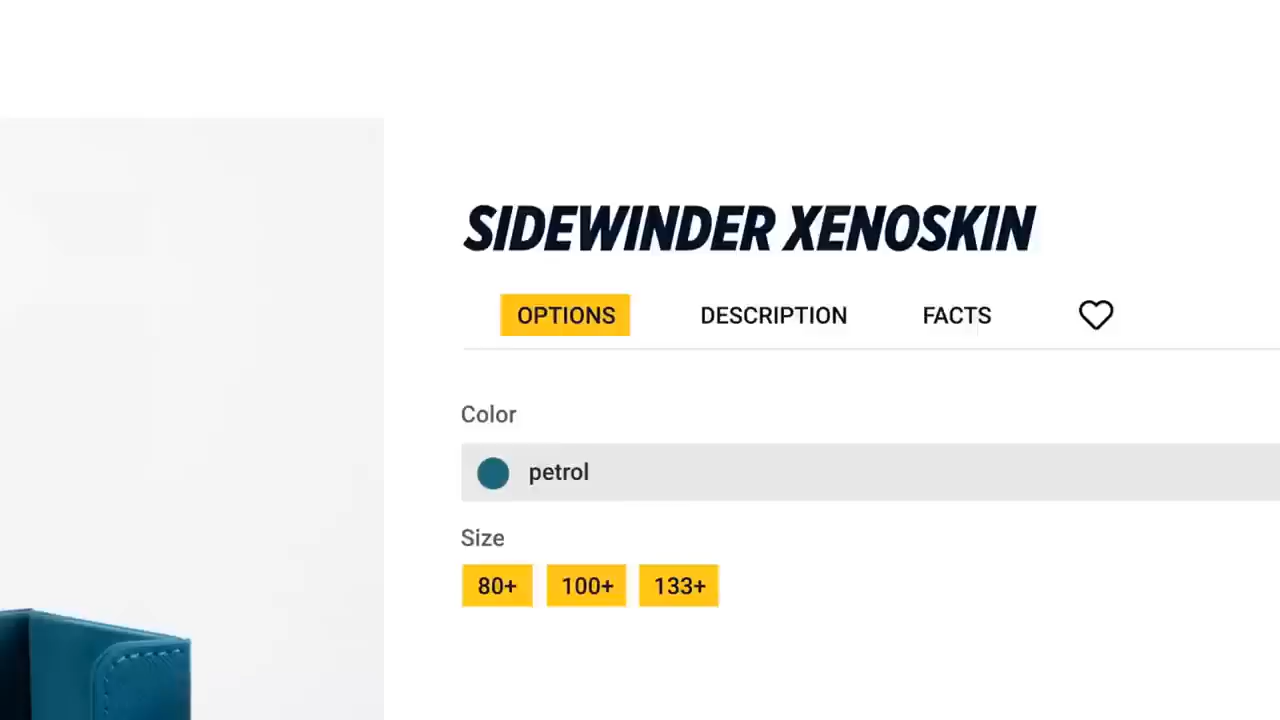 SIDEWINDER XENOSKIN
OPTIONS DESCRIPTION FACTS
Color
petrol
Size
80+ 100+ 133+